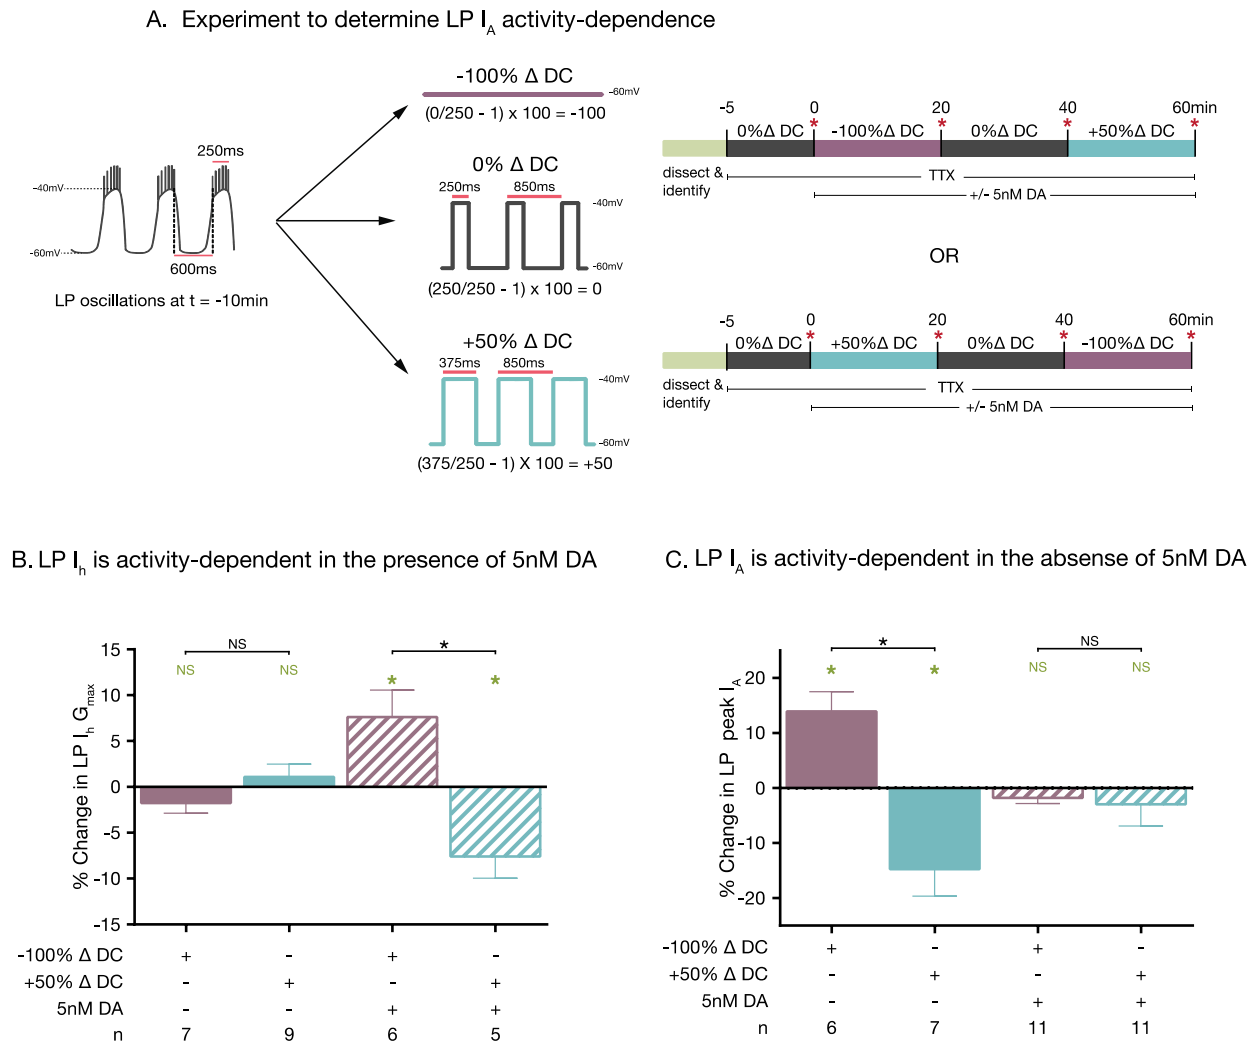 A. Experiment to determine LP I_A activity-dependence
250ms
-40mV
-60mV
600ms
LP oscillations at t = -10min
-100% Δ DC
-60mV
(0/250 - 1) x 100 = -100
0% Δ DC
250ms 850ms
-40mV
-60mV
(250/250 - 1) x 100 = 0
+50% Δ DC
375ms 850ms
-40mV
-60mV
(375/250 - 1) X 100 = +50
-5 0 20 40 60min
* * * *
0%Δ DC -100%Δ DC 0%Δ DC +50%Δ DC
dissect &
identify
TTX
+/- 5nM DA
OR
-5 0 20 40 60min
* * * *
0%Δ DC +50%Δ DC 0%Δ DC -100%Δ DC
dissect &
identify
TTX
+/- 5nM DA
B. LP I_h is activity-dependent in the presence of 5nM DA
% Change in LP I_h G_max
15
10
5
0
-5
-10
-15
NS *
NS NS * *
-100% Δ DC + - + -
+50% Δ DC - + - +
5nM DA - - + +
n 7 9 6 5
C. LP I_A is activity-dependent in the absense of 5nM DA
% Change in LP peak I_A
20
10
0
-10
-20
* NS
* * NS NS
-100% Δ DC + - + -
+50% Δ DC - + - +
5nM DA - - + +
n 6 7 11 11